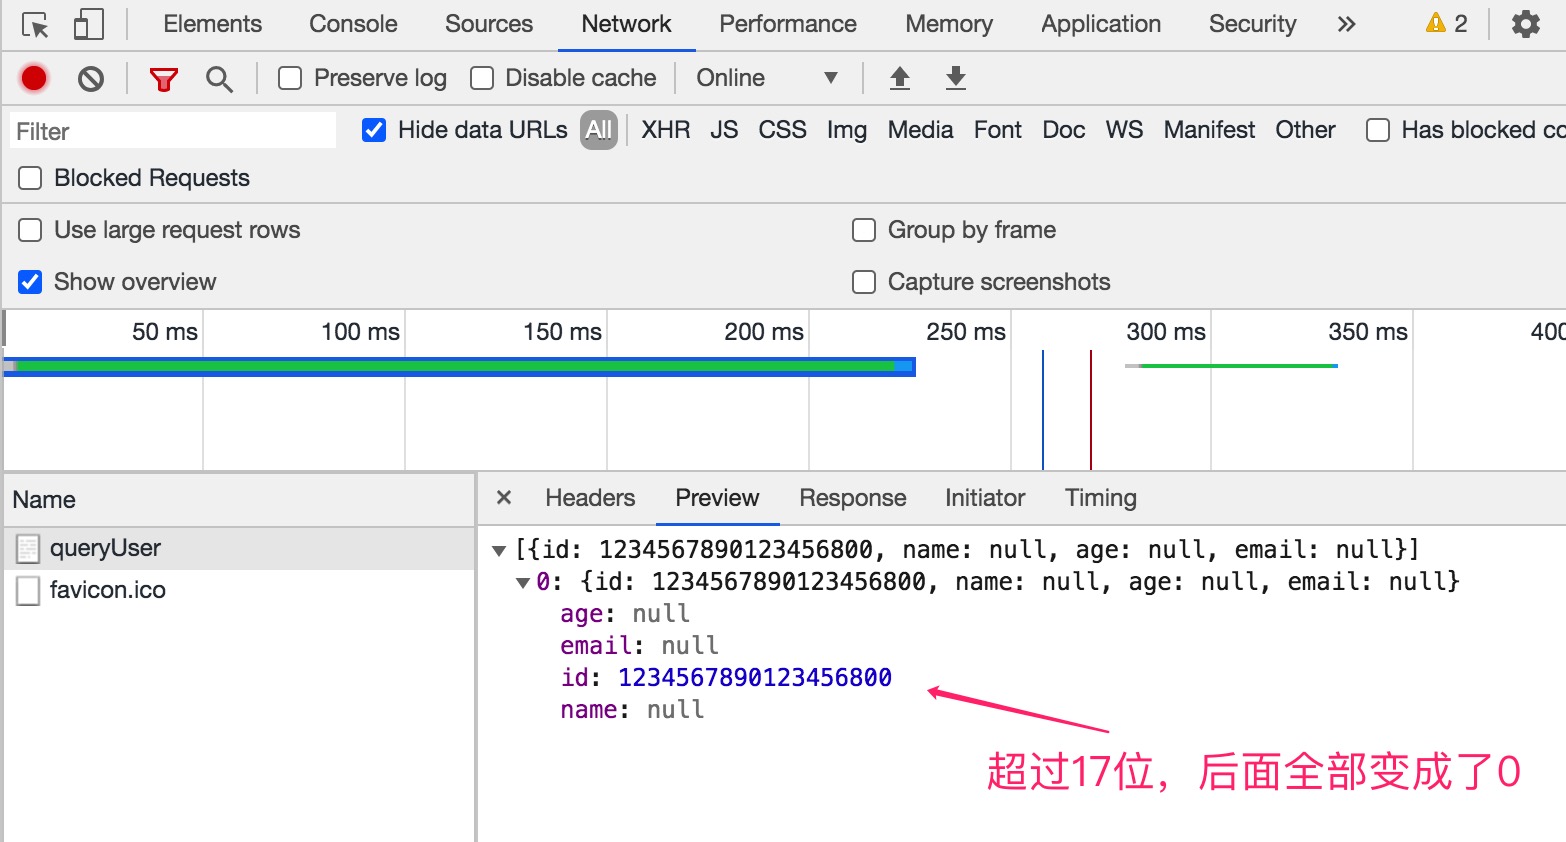 Elements Console Sources Network Performance Memory Application Security » 2
Preserve log Disable cache Online
Filter Hide data URLs All XHR JS CSS Img Media Font Doc WS Manifest Other Has blocked co
Blocked Requests
Use large request rows Group by frame
Show overview Capture screenshots
50 ms 100 ms 150 ms 200 ms 250 ms 300 ms 350 ms 400
Name × Headers Preview Response Initiator Timing
queryUser
favicon.ico
[{id: 1234567890123456800, name: null, age: null, email: null}]
0: {id: 1234567890123456800, name: null, age: null, email: null}
age: null
email: null
id: 1234567890123456800
name: null
超过17位，后面全部变成了0